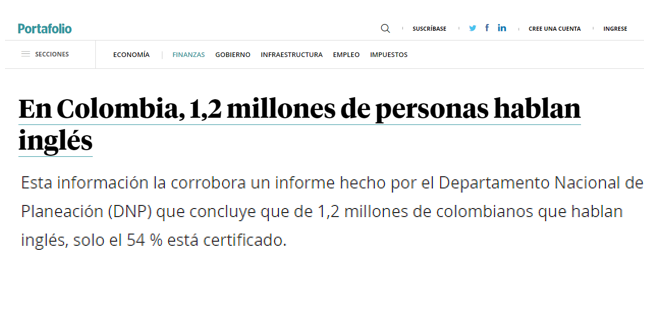 Portafolio
SUSCRÍBASE
CREE UNA CUENTA
INGRESE
SECCIONES
ECONOMÍA
FINANZAS
GOBIERNO
INFRAESTRUCTURA
EMPLEO
IMPUESTOS
En Colombia, 1,2 millones de personas hablan
inglés
Esta información la corrobora un informe hecho por el Departamento Nacional de
Planeación (DNP) que concluye que de 1,2 millones de colombianos que hablan
inglés, solo el 54 % está certificado.